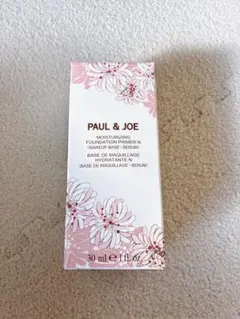 PAUL & JOE
MOISTURIZING
FOUNDATION PRIMER N
(MAKEUP BASE • SERUM)
BASE DE MAQUILLAGE
HYDRATANTE N
(BASE DE MAQUILLAGE • SERUM)
30 ml ℮ 1 fl. oz